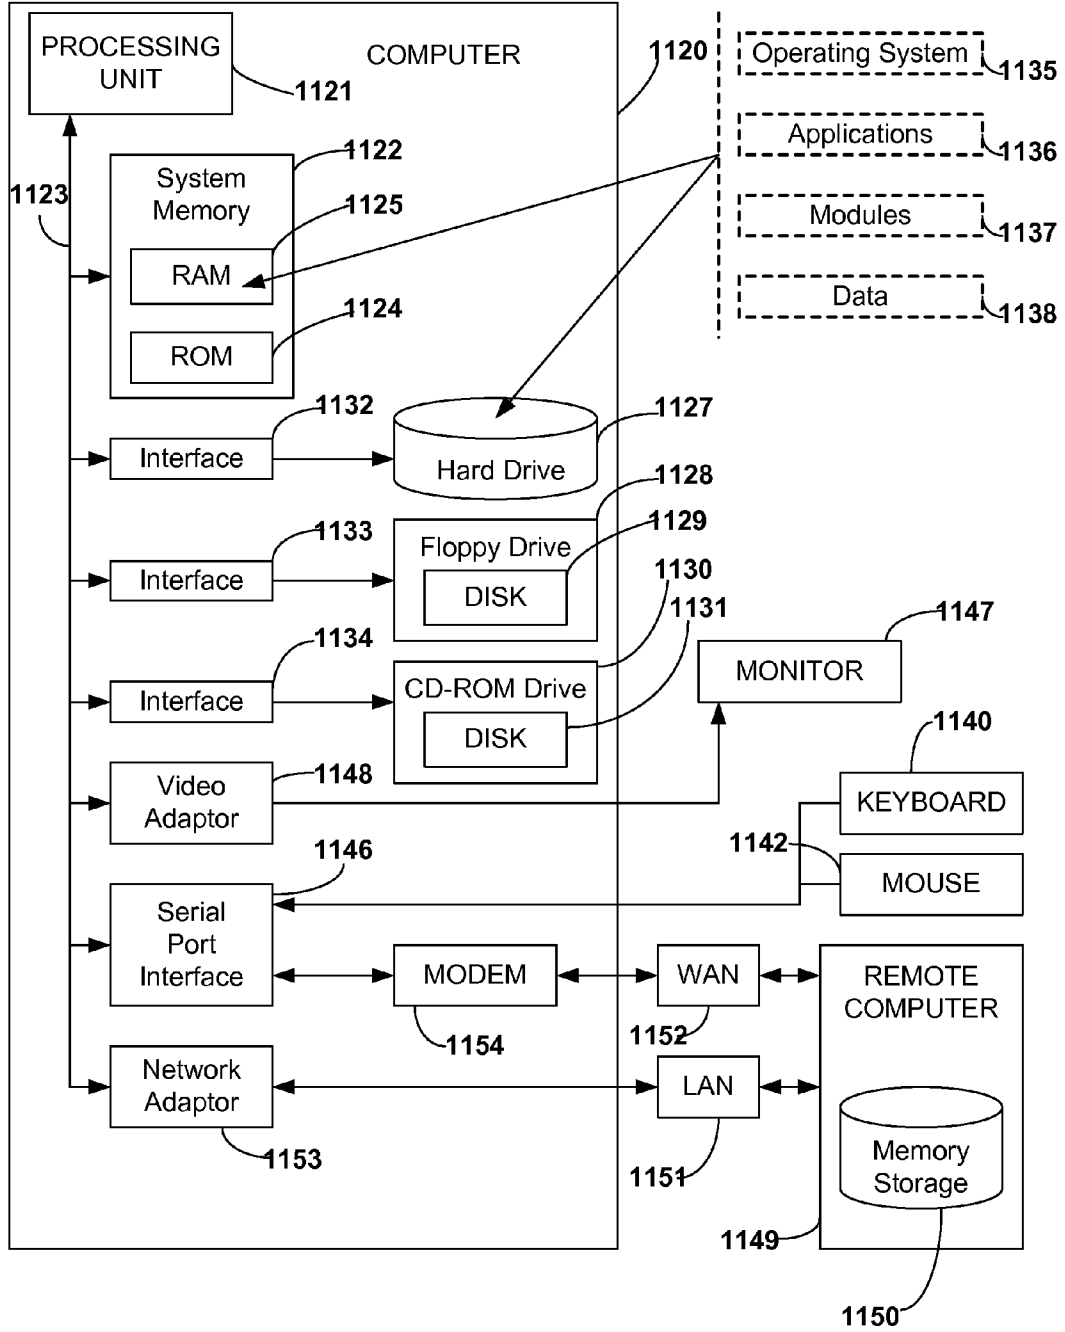 PROCESSING
UNIT
COMPUTER
1120
1121
Operating System
1135
Applications
1136
Modules
1137
Data
1138
1122
1123
System
Memory
1125
RAM
1124
ROM
1132
Interface
1127
Hard Drive
1128
1133
1129
Interface
Floppy Drive
DISK
1130
1131
1134
Interface
CD-ROM Drive
DISK
1147
MONITOR
1148
Video
Adaptor
1140
KEYBOARD
1142
MOUSE
1146
Serial
Port
Interface
MODEM
1154
WAN
1152
REMOTE
COMPUTER
Network
Adaptor
1153
LAN
1151
Memory
Storage
1149
1150